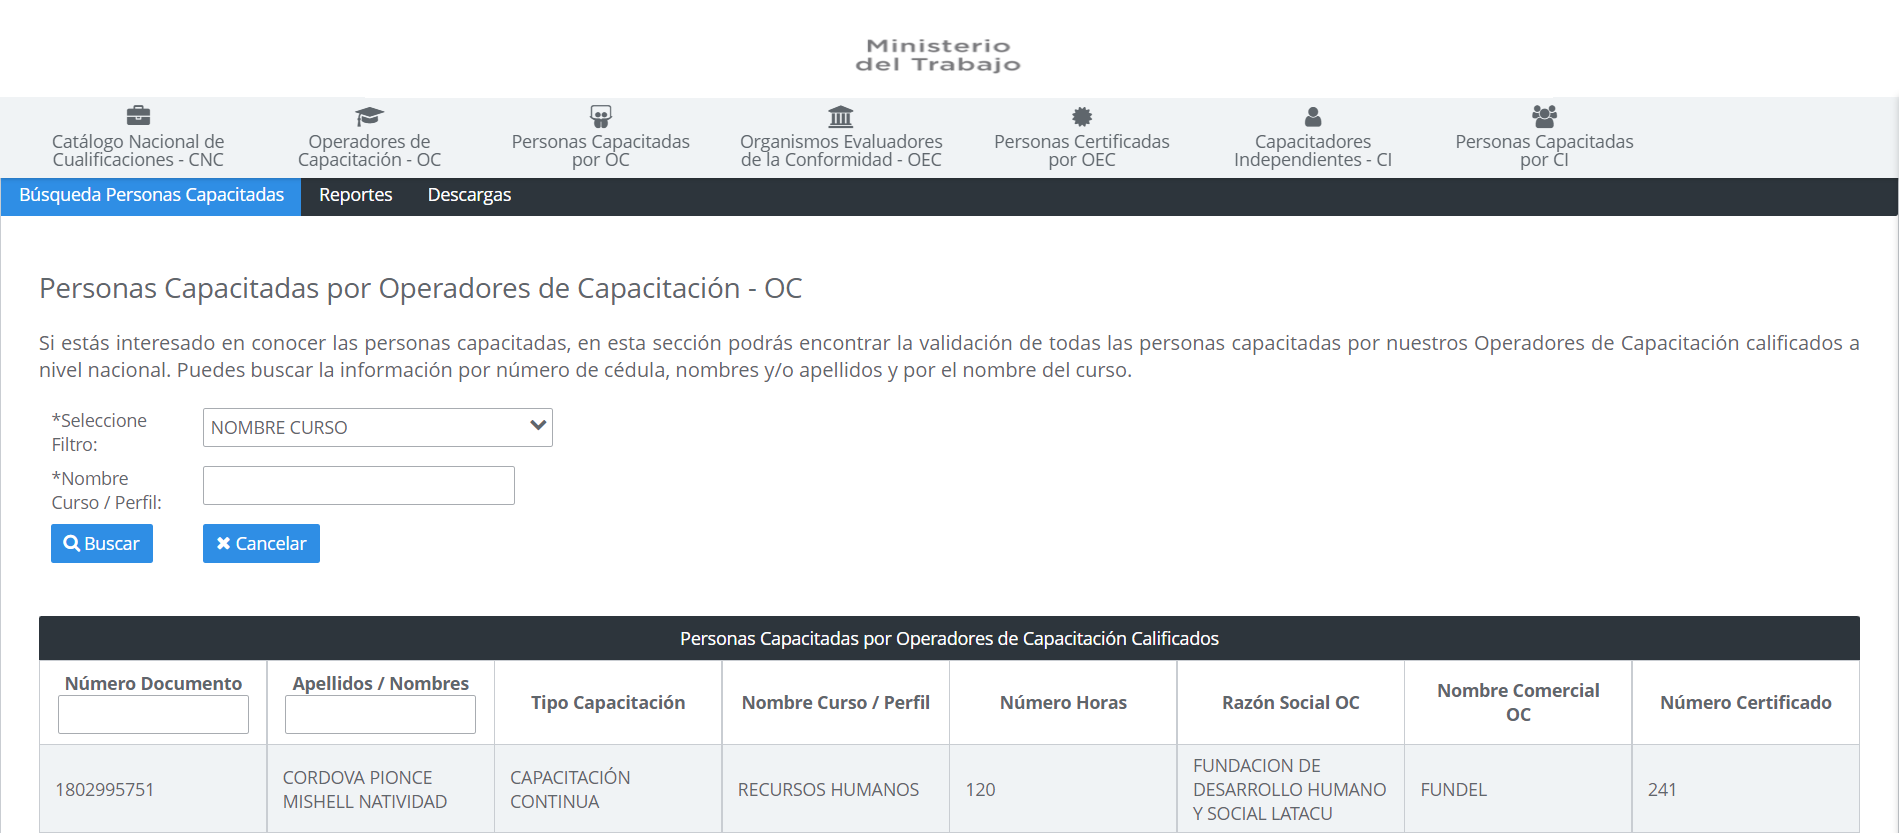 Ministerio
del Trabajo
Catálogo Nacional de
Cualificaciones - CNC
Operadores de
Capacitación - OC
Personas Capacitadas
por OC
Organismos Evaluadores
de la Conformidad - OEC
Personas Certificadas
por OEC
Capacitadores
Independientes - CI
Personas Capacitadas
por CI
Búsqueda Personas Capacitadas
Reportes
Descargas
Personas Capacitadas por Operadores de Capacitación - OC
Si estás interesado en conocer las personas capacitadas, en esta sección podrás encontrar la validación de todas las personas capacitadas por nuestros Operadores de Capacitación calificados a
nivel nacional. Puedes buscar la información por número de cédula, nombres y/o apellidos y por el nombre del curso.
*Seleccione
Filtro:
NOMBRE CURSO
*Nombre
Curso / Perfil:
Buscar
Cancelar
Personas Capacitadas por Operadores de Capacitación Calificados
Número Documento
Apellidos / Nombres
Tipo Capacitación
Nombre Curso / Perfil
Número Horas
Razón Social OC
Nombre Comercial
OC
Número Certificado
1802995751
CORDOVA PIONCE
MISHELL NATIVIDAD
CAPACITACIÓN
CONTINUA
RECURSOS HUMANOS
120
FUNDACION DE
DESARROLLO HUMANO
Y SOCIAL LATACU
FUNDEL
241